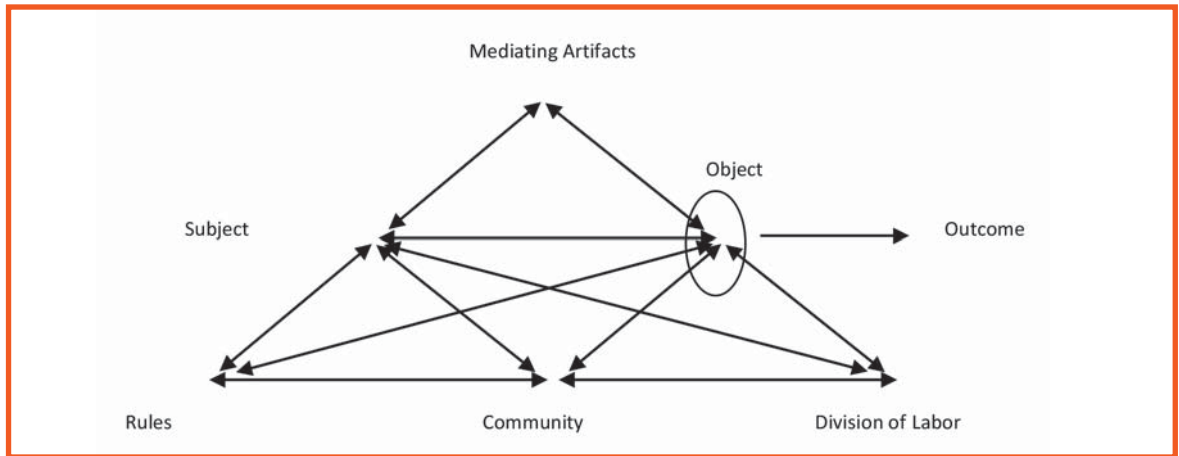 Mediating Artifacts
Object
Subject
Outcome
Rules
Community
Division of Labor